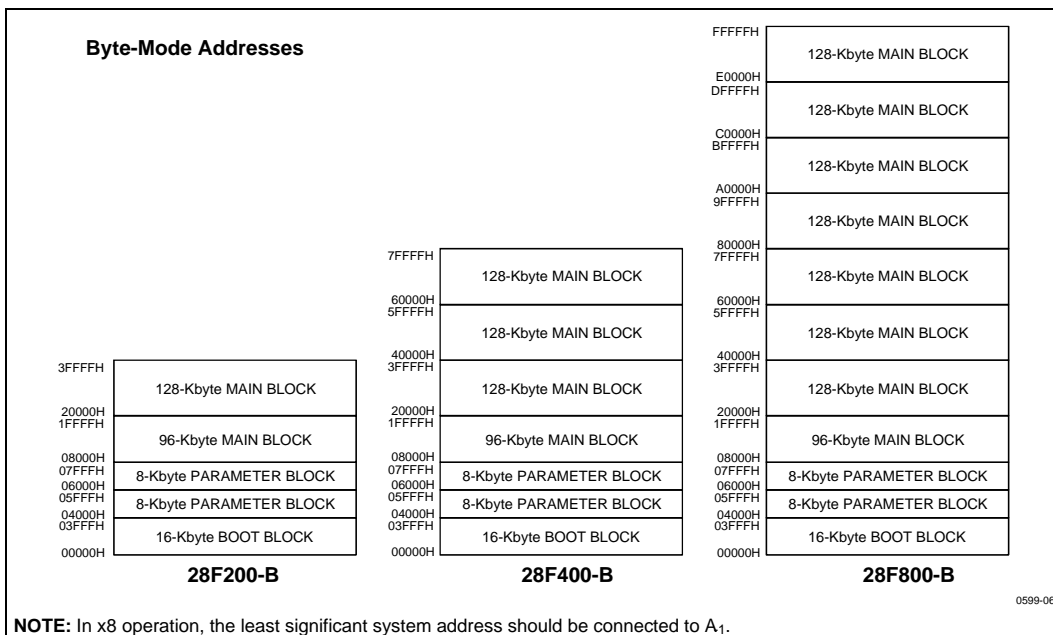 Byte-Mode Addresses
3FFFFH
128-Kbyte MAIN BLOCK
20000H
1FFFFH
96-Kbyte MAIN BLOCK
08000H
07FFFH
8-Kbyte PARAMETER BLOCK
06000H
05FFFH
8-Kbyte PARAMETER BLOCK
04000H
03FFFH
16-Kbyte BOOT BLOCK
00000H
28F200-B
7FFFFH
128-Kbyte MAIN BLOCK
60000H
5FFFFH
128-Kbyte MAIN BLOCK
40000H
3FFFFH
128-Kbyte MAIN BLOCK
20000H
1FFFFH
96-Kbyte MAIN BLOCK
08000H
07FFFH
8-Kbyte PARAMETER BLOCK
06000H
05FFFH
8-Kbyte PARAMETER BLOCK
04000H
03FFFH
16-Kbyte BOOT BLOCK
00000H
28F400-B
FFFFFH
128-Kbyte MAIN BLOCK
E0000H
DFFFFH
128-Kbyte MAIN BLOCK
C0000H
BFFFFH
128-Kbyte MAIN BLOCK
A0000H
9FFFFH
128-Kbyte MAIN BLOCK
80000H
7FFFFH
128-Kbyte MAIN BLOCK
60000H
5FFFFH
128-Kbyte MAIN BLOCK
40000H
3FFFFH
128-Kbyte MAIN BLOCK
20000H
1FFFFH
96-Kbyte MAIN BLOCK
08000H
07FFFH
8-Kbyte PARAMETER BLOCK
06000H
05FFFH
8-Kbyte PARAMETER BLOCK
04000H
03FFFH
16-Kbyte BOOT BLOCK
00000H
28F800-B
0599-06
NOTE: In x8 operation, the least significant system address should be connected to A₁.